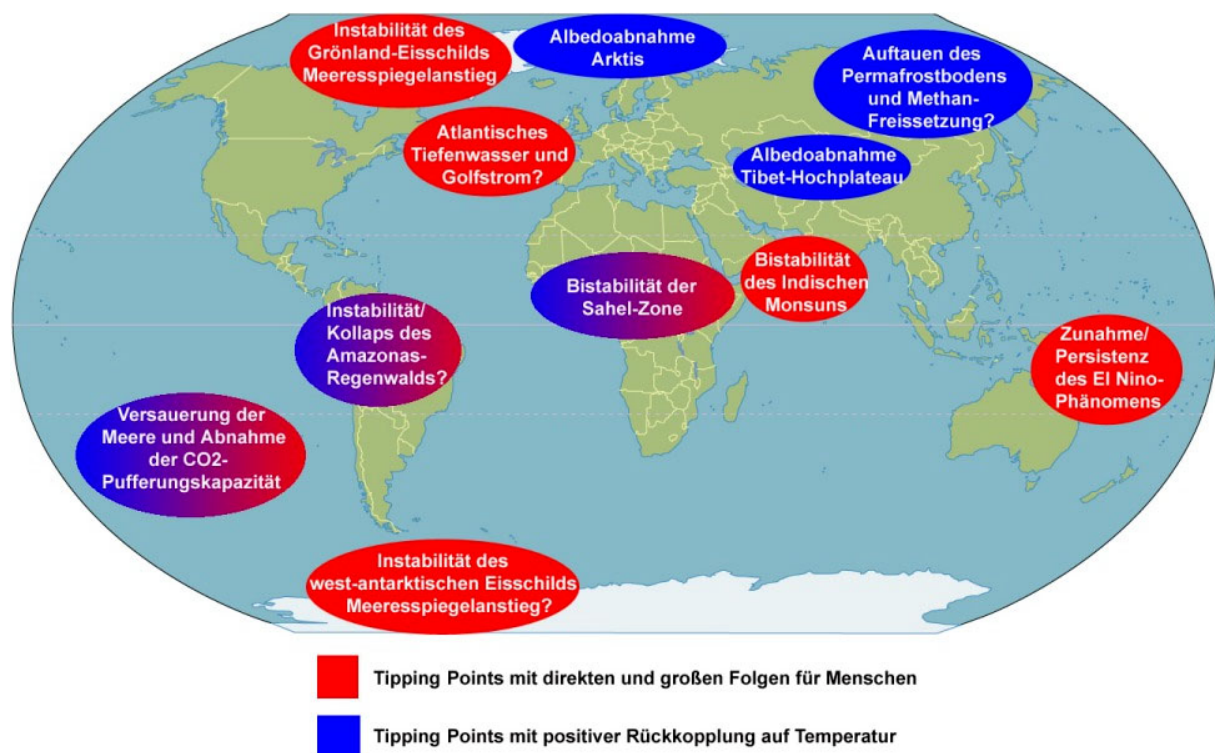 Instabilität des
Grönland-Eisschilds
Meeresspiegelanstieg
Albedoabnahme
Arktis
Auftauen des
Permafrostbodens
und Methan-
Freissetzung?
Atlantisches
Tiefenwasser und
Golfstrom?
Albedoabnahme
Tibet-Hochplateau
Bistabilität der
Sahel-Zone
Bistabilität
des Indischen
Monsuns
Instabilität/
Kollaps des
Amazonas-
Regenwalds?
Zunahme/
Persistenz
des El Nino-
Phänomens
Versauerung der
Meere und Abnahme
der CO2-
Pufferungskapazität
Instabilität des
west-antarktischen Eisschilds
Meeresspiegelanstieg?
Tipping Points mit direkten und großen Folgen für Menschen
Tipping Points mit positiver Rückkopplung auf Temperatur